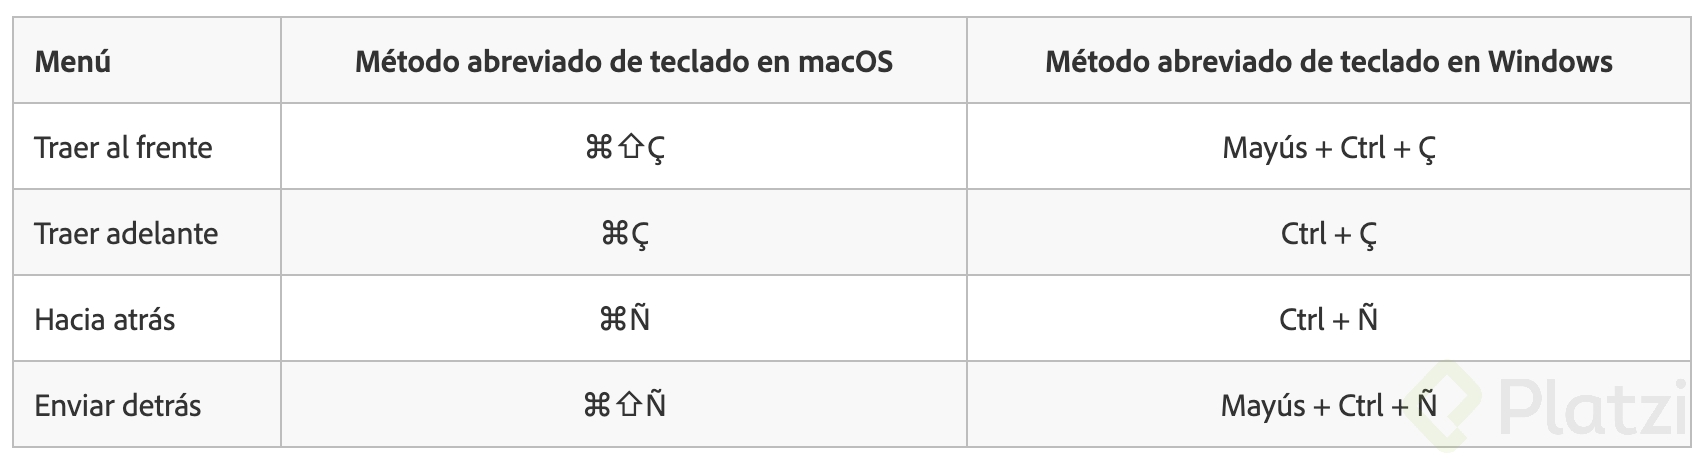 Menú Método abreviado de teclado en macOS Método abreviado de teclado en Windows
Traer al frente ⌘⇧Ç Mayús + Ctrl + Ç
Traer adelante ⌘Ç Ctrl + Ç
Hacia atrás ⌘Ñ Ctrl + Ñ
Enviar detrás ⌘⇧Ñ Mayús + Ctrl + Ñ
Platzi